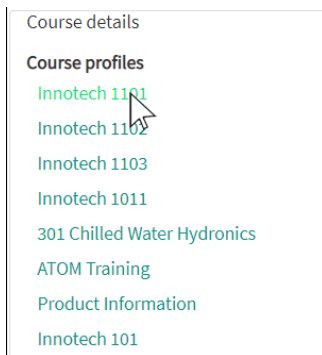 Course details
Course profiles
Innotech 1101
Innotech 1102
Innotech 1103
Innotech 1011
301 Chilled Water Hydronics
ATOM Training
Product Information
Innotech 101